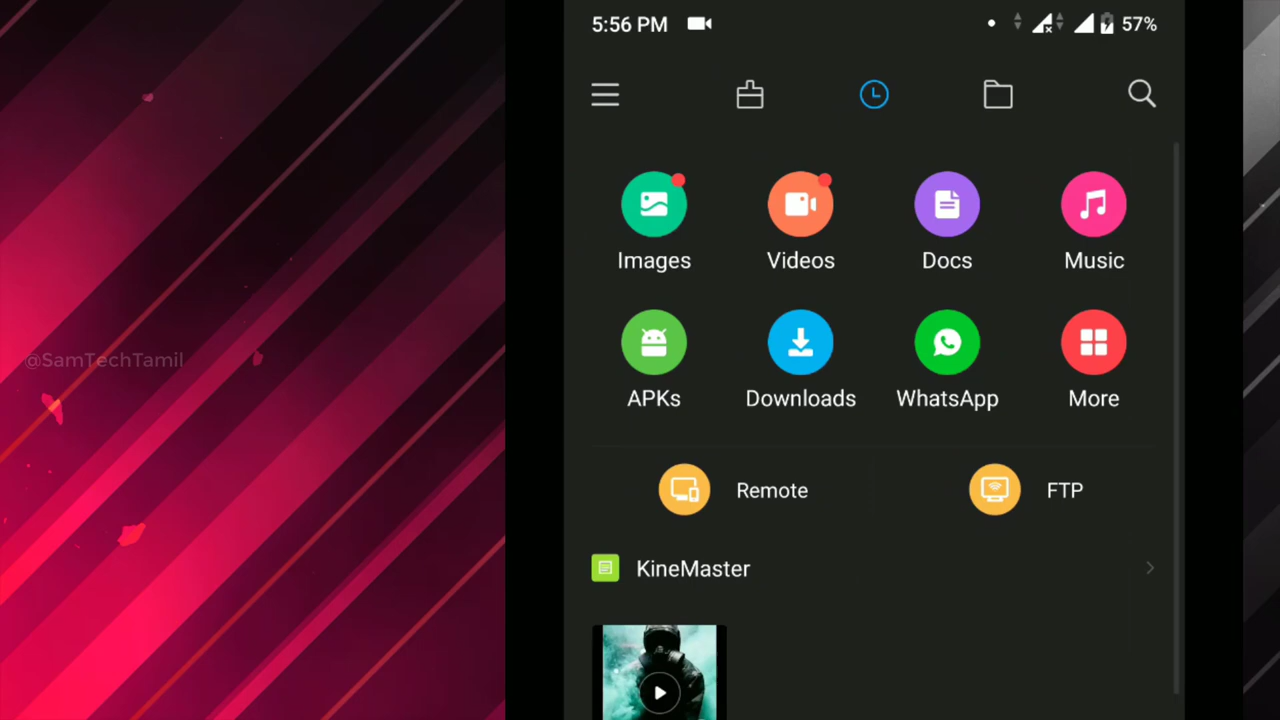 5:56 PM
57%
Images
Videos
Docs
Music
@SamTechTamil
APKs
Downloads
WhatsApp
More
Remote
FTP
KineMaster